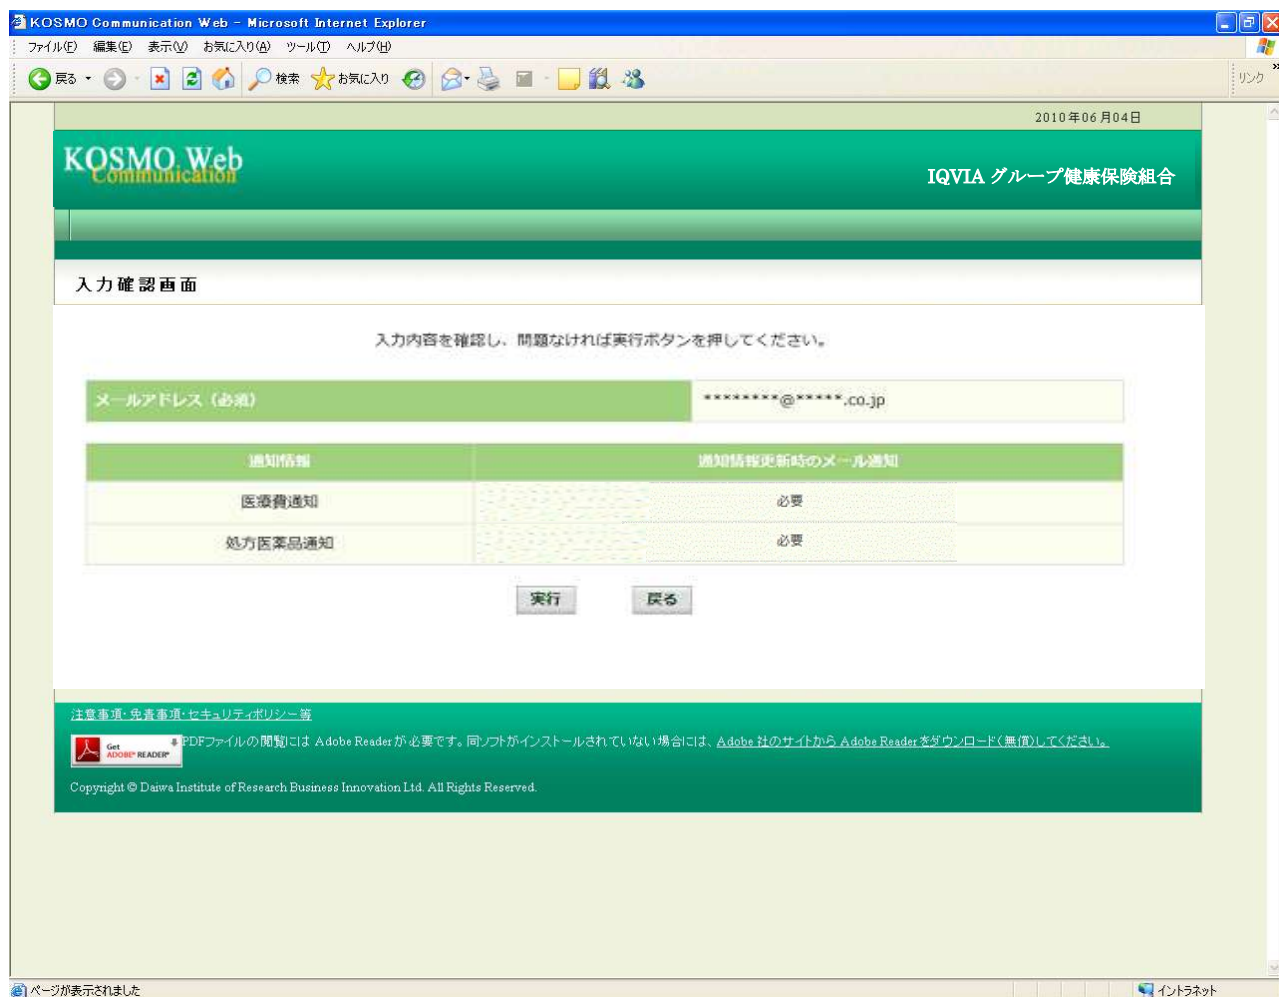 KOSMO Communication Web - Microsoft Internet Explorer
ファイル(F) 編集(E) 表示(V) お気に入り(A) ツール(T) ヘルプ(H)
戻る 検索 お気に入り リンク »
2010年06月04日
KOSMO Web
Communication
IQVIA グループ健康保険組合
入力確認画面
入力内容を確認し、問題なければ実行ボタンを押してください。
メールアドレス（必須） ********@*****.co.jp
通知情報 通知情報更新時のメール通知
医療費通知 必要
処方医薬品通知 必要
実行 戻る
注意事項・免責事項・セキュリティポリシー等
Get ADOBE® READER® PDFファイルの閲覧には Adobe Readerが必要です。同ソフトがインストールされていない場合には、Adobe 社のサイトから Adobe Readerをダウンロード（無償）してください。
Copyright © Daiwa Institute of Research Business Innovation Ltd. All Rights Reserved.
ページが表示されました イントラネット